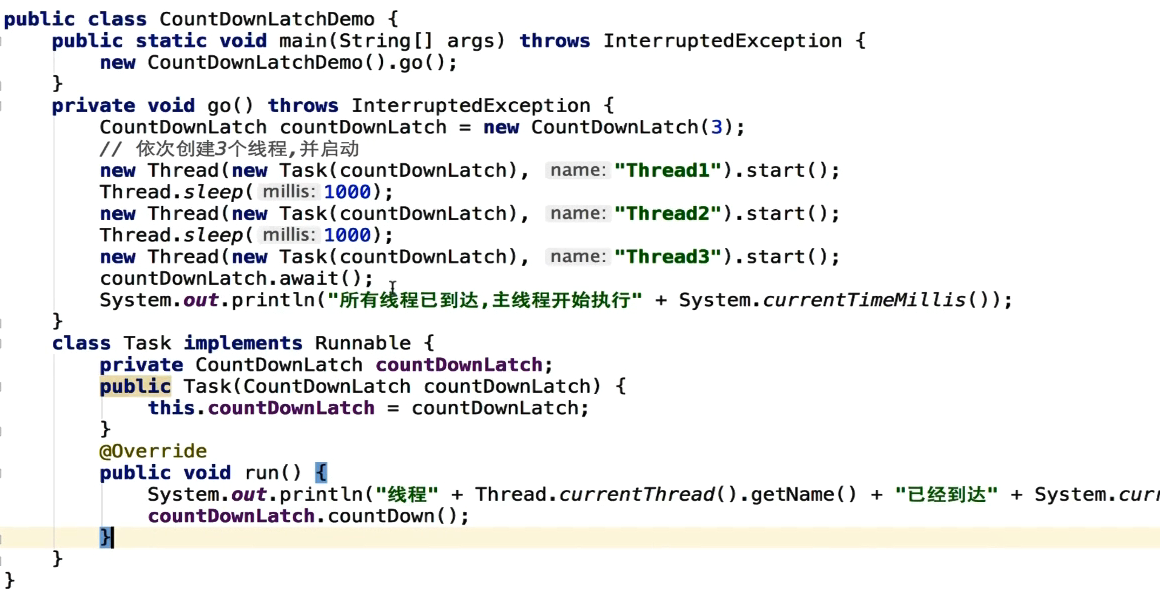 public class CountDownLatchDemo {
    public static void main(String[] args) throws InterruptedException {
        new CountDownLatchDemo().go();
    }
    private void go() throws InterruptedException {
        CountDownLatch countDownLatch = new CountDownLatch(3);
        // 依次创建3个线程,并启动
        new Thread(new Task(countDownLatch), name: "Thread1").start();
        Thread.sleep( millis: 1000);
        new Thread(new Task(countDownLatch), name: "Thread2").start();
        Thread.sleep( millis: 1000);
        new Thread(new Task(countDownLatch), name: "Thread3").start();
        countDownLatch.await();
        System.out.println("所有线程已到达,主线程开始执行" + System.currentTimeMillis());
    }
    class Task implements Runnable {
        private CountDownLatch countDownLatch;
        public Task(CountDownLatch countDownLatch) {
            this.countDownLatch = countDownLatch;
        }
        @Override
        public void run() {
            System.out.println("线程" + Thread.currentThread().getName() + "已经到达" + System.
            countDownLatch.countDown();
        }
    }
}